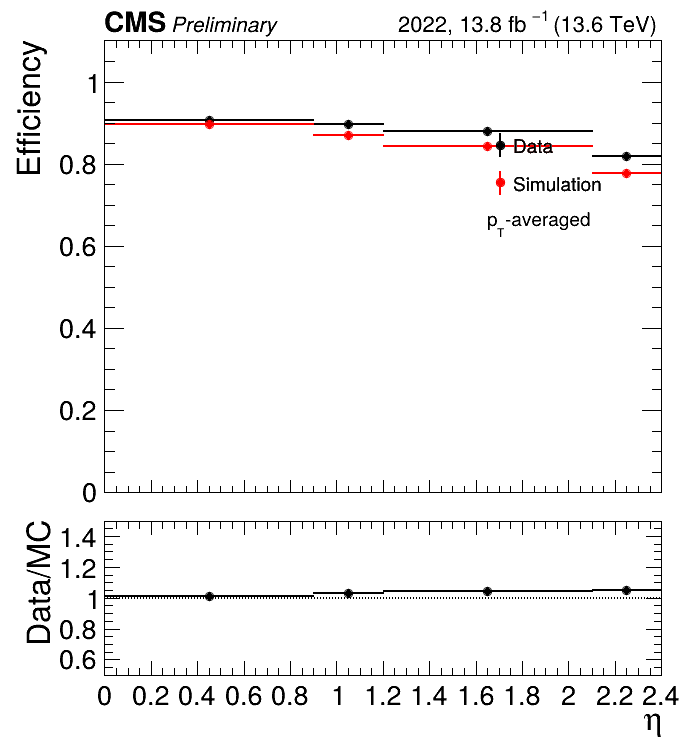 CMS Preliminary 2022, 13.8 fb⁻¹ (13.6 TeV)
Efficiency
1
0.8
0.6
0.4
0.2
0
Data
Simulation
p_T-averaged
Data/MC
1.4
1.2
1
0.8
0.6
0 0.2 0.4 0.6 0.8 1 1.2 1.4 1.6 1.8 2 2.2 2.4
η